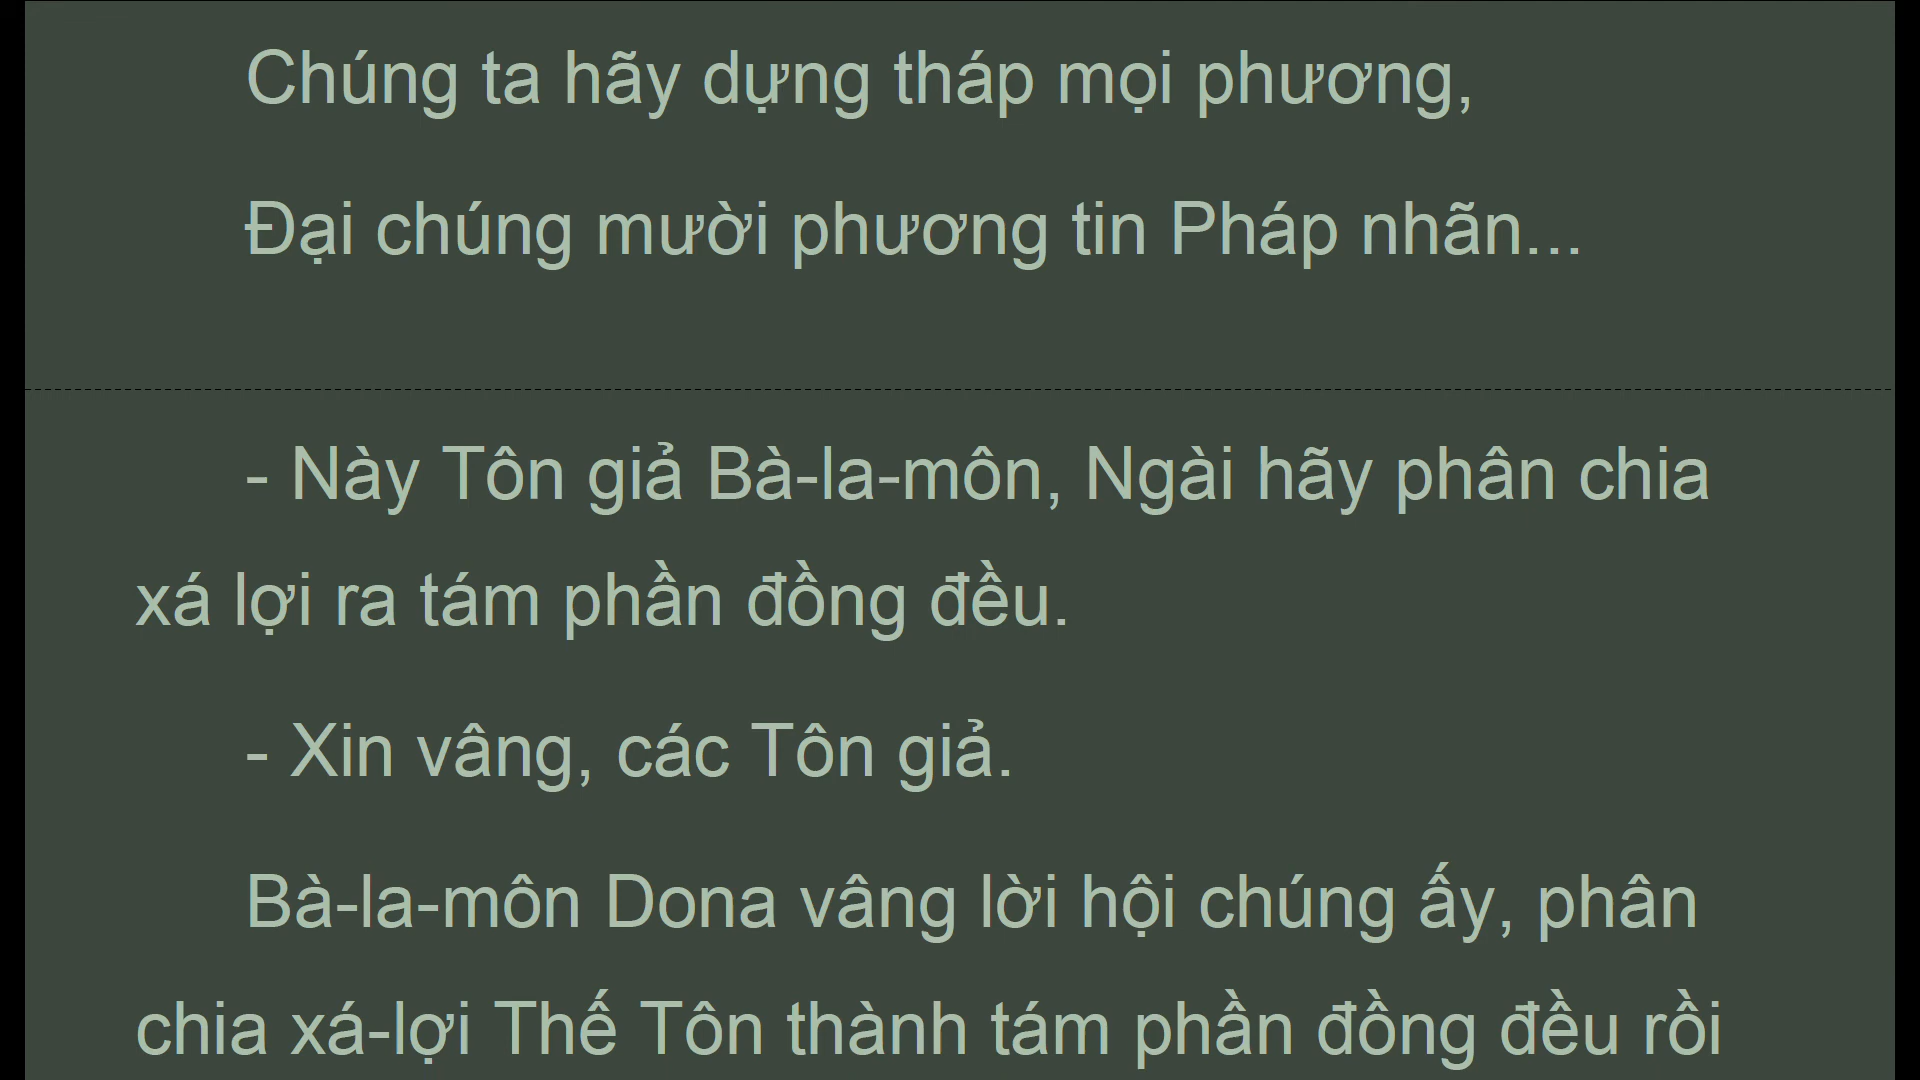 Chúng ta hãy dựng tháp mọi phương,
Đại chúng mười phương tin Pháp nhãn...
- Này Tôn giả Bà-la-môn, Ngài hãy phân chia
xá lợi ra tám phần đồng đều.
- Xin vâng, các Tôn giả.
Bà-la-môn Dona vâng lời hội chúng ấy, phân
chia xá-lợi Thế Tôn thành tám phần đồng đều rồi